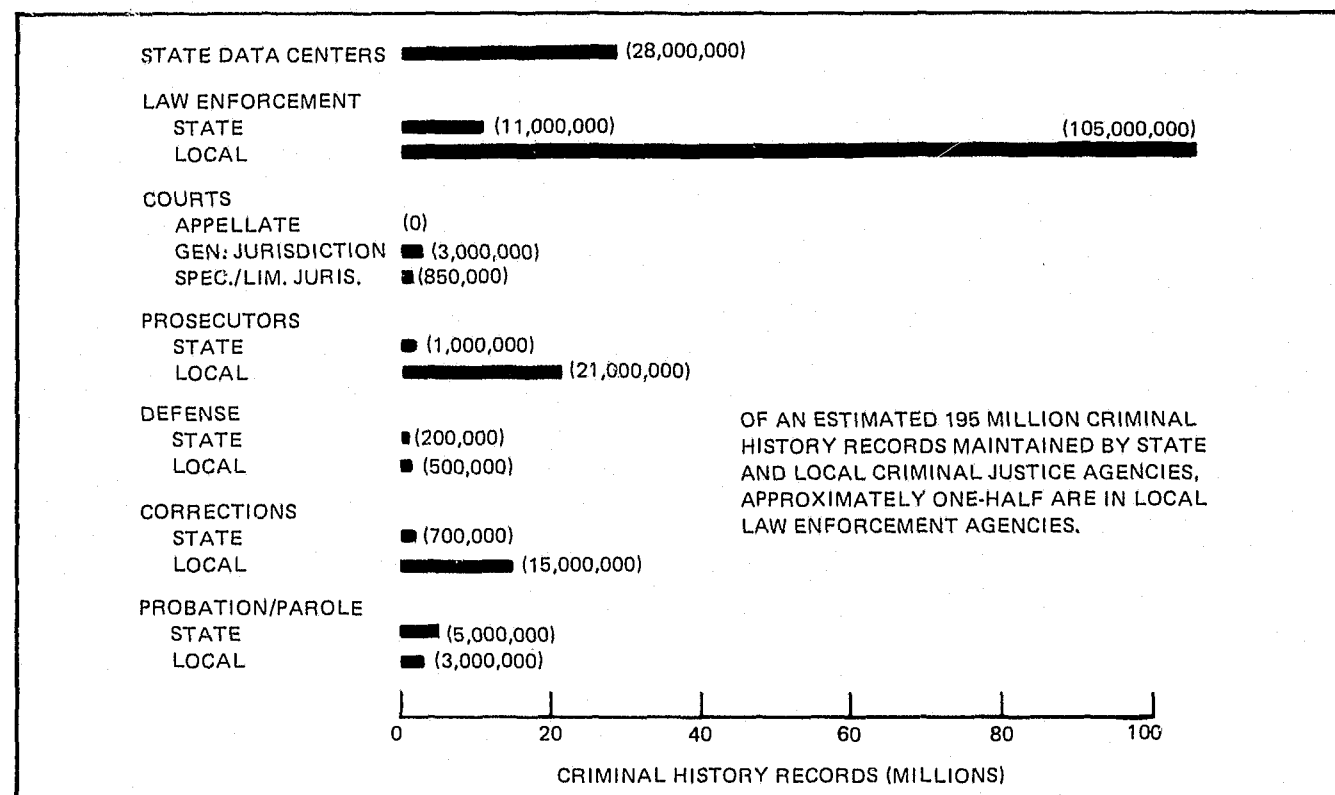 STATE DATA CENTERS (28,000,000)
LAW ENFORCEMENT
STATE (11,000,000)
LOCAL (105,000,000)
COURTS
APPELLATE (0)
GEN: JURISDICTION (3,000,000)
SPEC./LIM. JURIS. (850,000)
PROSECUTORS
STATE (1,000,000)
LOCAL (21,000,000)
DEFENSE
STATE (200,000)
LOCAL (500,000)
CORRECTIONS
STATE (700,000)
LOCAL (15,000,000)
PROBATION/PAROLE
STATE (5,000,000)
LOCAL (3,000,000)
OF AN ESTIMATED 195 MILLION CRIMINAL
HISTORY RECORDS MAINTAINED BY STATE
AND LOCAL CRIMINAL JUSTICE AGENCIES,
APPROXIMATELY ONE-HALF ARE IN LOCAL
LAW ENFORCEMENT AGENCIES.
0 20 40 60 80 100
CRIMINAL HISTORY RECORDS (MILLIONS)